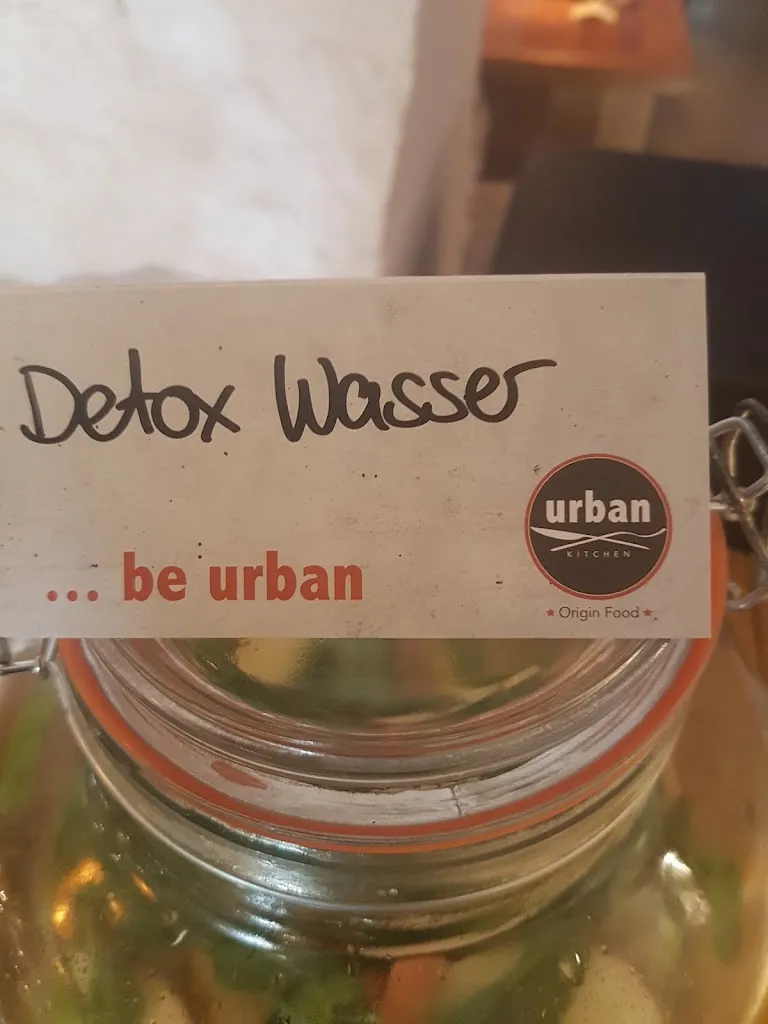 Detox Wasser
... be urban
urban
KITCHEN
★ Origin Food ★